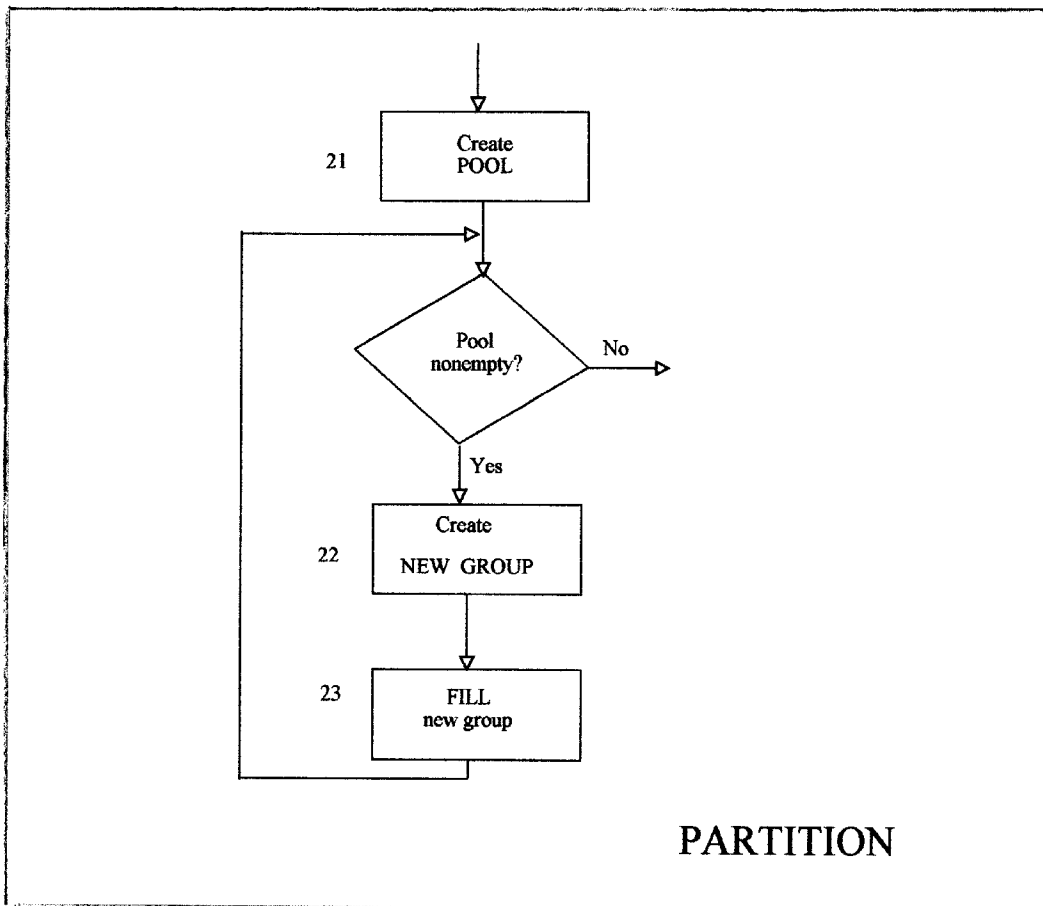 21
Create
POOL
Pool
nonempty?
No
Yes
22
Create
NEW GROUP
23
FILL
new group
PARTITION